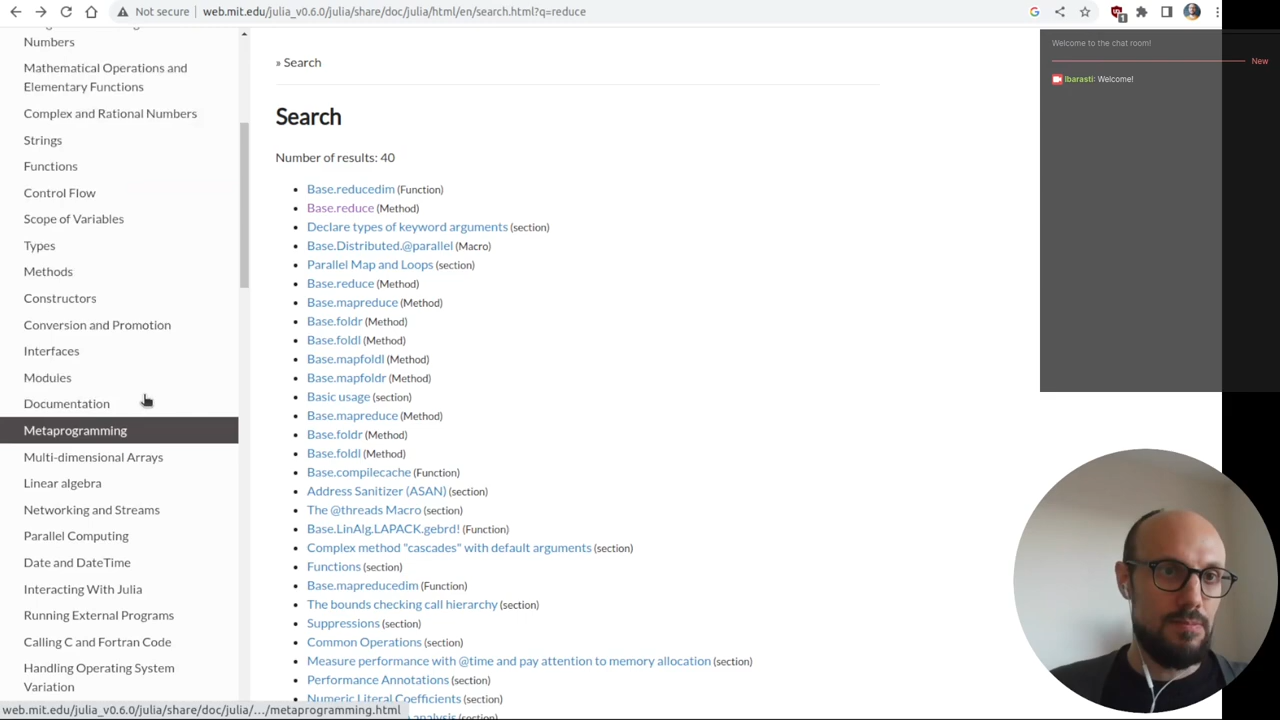 Not secure
web.mit.edu/julia_v0.6.0/julia/share/doc/julia/html/en/search.html?q=reduce
1
Numbers
Mathematical Operations and
Elementary Functions
Complex and Rational Numbers
Strings
Functions
Control Flow
Scope of Variables
Types
Methods
Constructors
Conversion and Promotion
Interfaces
Modules
Documentation
Metaprogramming
Multi-dimensional Arrays
Linear algebra
Networking and Streams
Parallel Computing
Date and DateTime
Interacting With Julia
Running External Programs
Calling C and Fortran Code
Handling Operating System
Variation
web.mit.edu/julia_v0.6.0/julia/share/doc/julia/…/metaprogramming.html
» Search
Search
Number of results: 40
Base.reducedim (Function)
Base.reduce (Method)
Declare types of keyword arguments (section)
Base.Distributed.@parallel (Macro)
Parallel Map and Loops (section)
Base.reduce (Method)
Base.mapreduce (Method)
Base.foldr (Method)
Base.foldl (Method)
Base.mapfoldl (Method)
Base.mapfoldr (Method)
Basic usage (section)
Base.mapreduce (Method)
Base.foldr (Method)
Base.foldl (Method)
Base.compilecache (Function)
Address Sanitizer (ASAN) (section)
The @threads Macro (section)
Base.LinAlg.LAPACK.gebrd! (Function)
Complex method "cascades" with default arguments (section)
Functions (section)
Base.mapreducedim (Function)
The bounds checking call hierarchy (section)
Suppressions (section)
Common Operations (section)
Measure performance with @time and pay attention to memory allocation (section)
Performance Annotations (section)
Numeric Literal Coefficients (section)
analysis (section)
Welcome to the chat room!
New
lbarasti: Welcome!